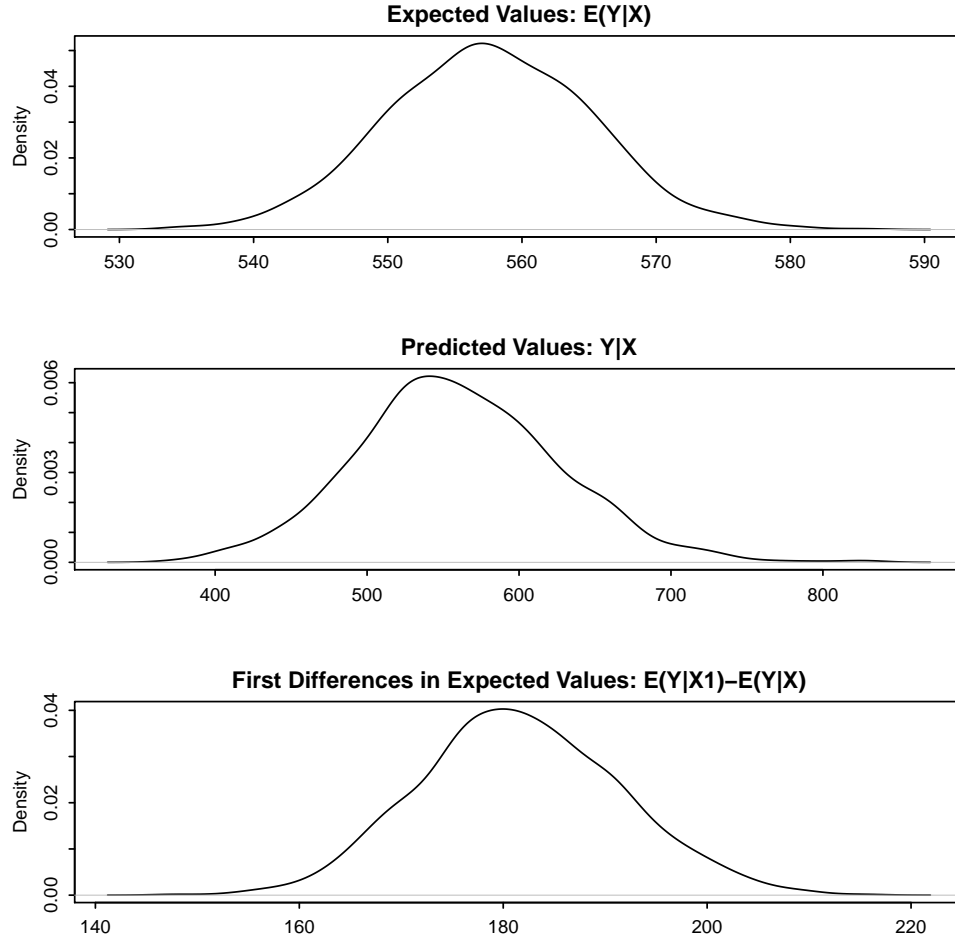 Expected Values: E(Y|X)
Density
0.00
0.02
0.04
530 540 550 560 570 580 590
Predicted Values: Y|X
Density
0.000
0.003
0.006
400 500 600 700 800
First Differences in Expected Values: E(Y|X1)−E(Y|X)
Density
0.00
0.02
0.04
140 160 180 200 220